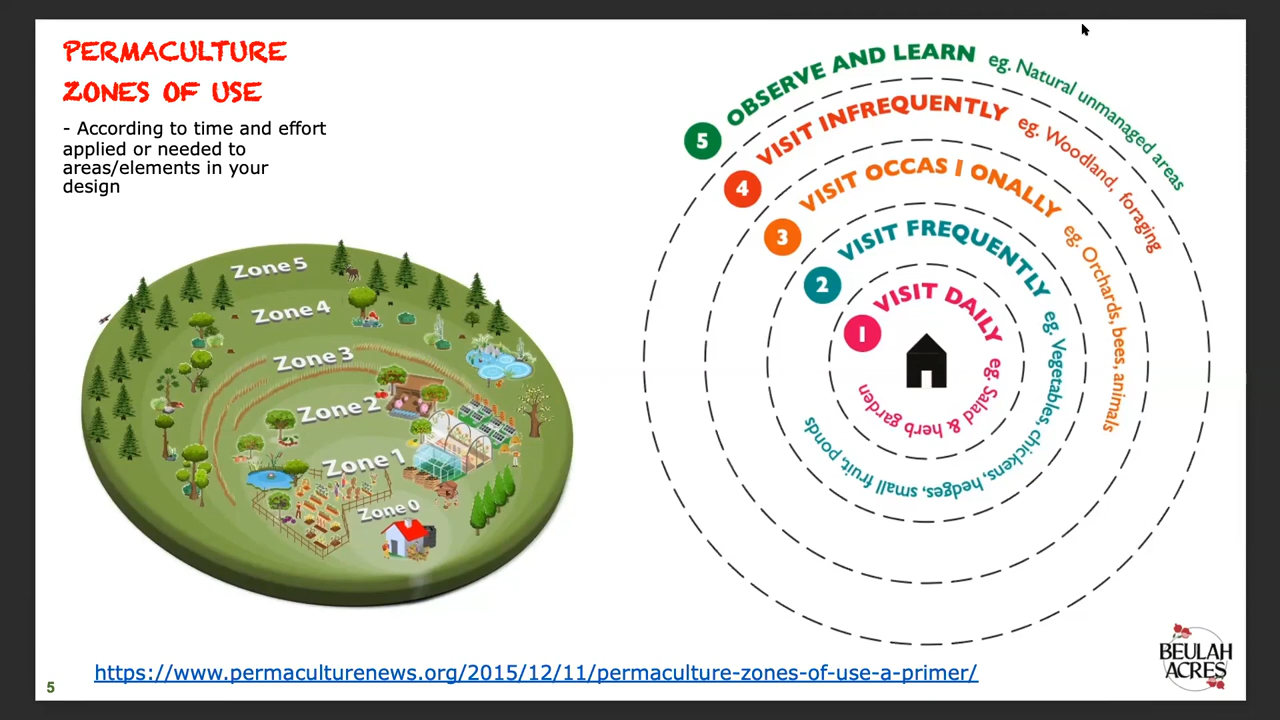 PERMACULTURE
ZONES OF USE
- According to time and effort
applied or needed to
areas/elements in your
design
Zone 5
Zone 4
Zone 3
Zone 2
Zone 1
Zone 0
5 OBSERVE AND LEARN eg. Natural unmanaged areas
4 VISIT INFREQUENTLY eg. Woodland, foraging
3 VISIT OCCAS I ONALLY eg. Orchards, bees, animals
2 VISIT FREQUENTLY eg. Vegetables, chickens, hedges, small fruit, ponds
1 VISIT DAILY eg. Salad & herb garden
https://www.permaculturenews.org/2015/12/11/permaculture-zones-of-use-a-primer/
5
BEULAH
ACRES